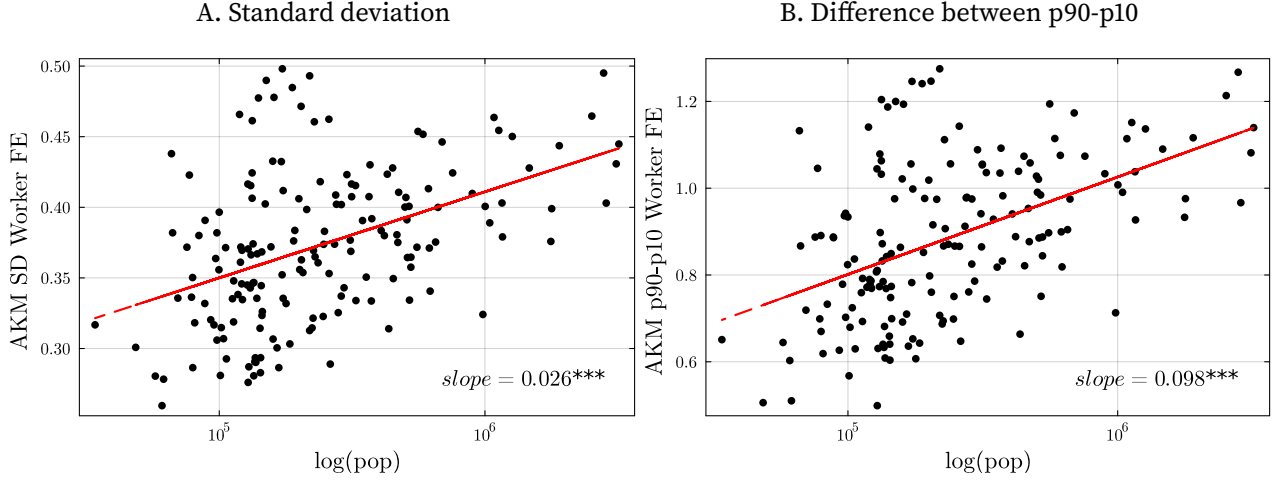 A. Standard deviation
AKM SD Worker FE
0.50
0.45
0.40
0.35
0.30
slope = 0.026***
10^5
10^6
log(pop)
B. Difference between p90-p10
AKM p90-p10 Worker FE
1.2
1.0
0.8
0.6
slope = 0.098***
10^5
10^6
log(pop)